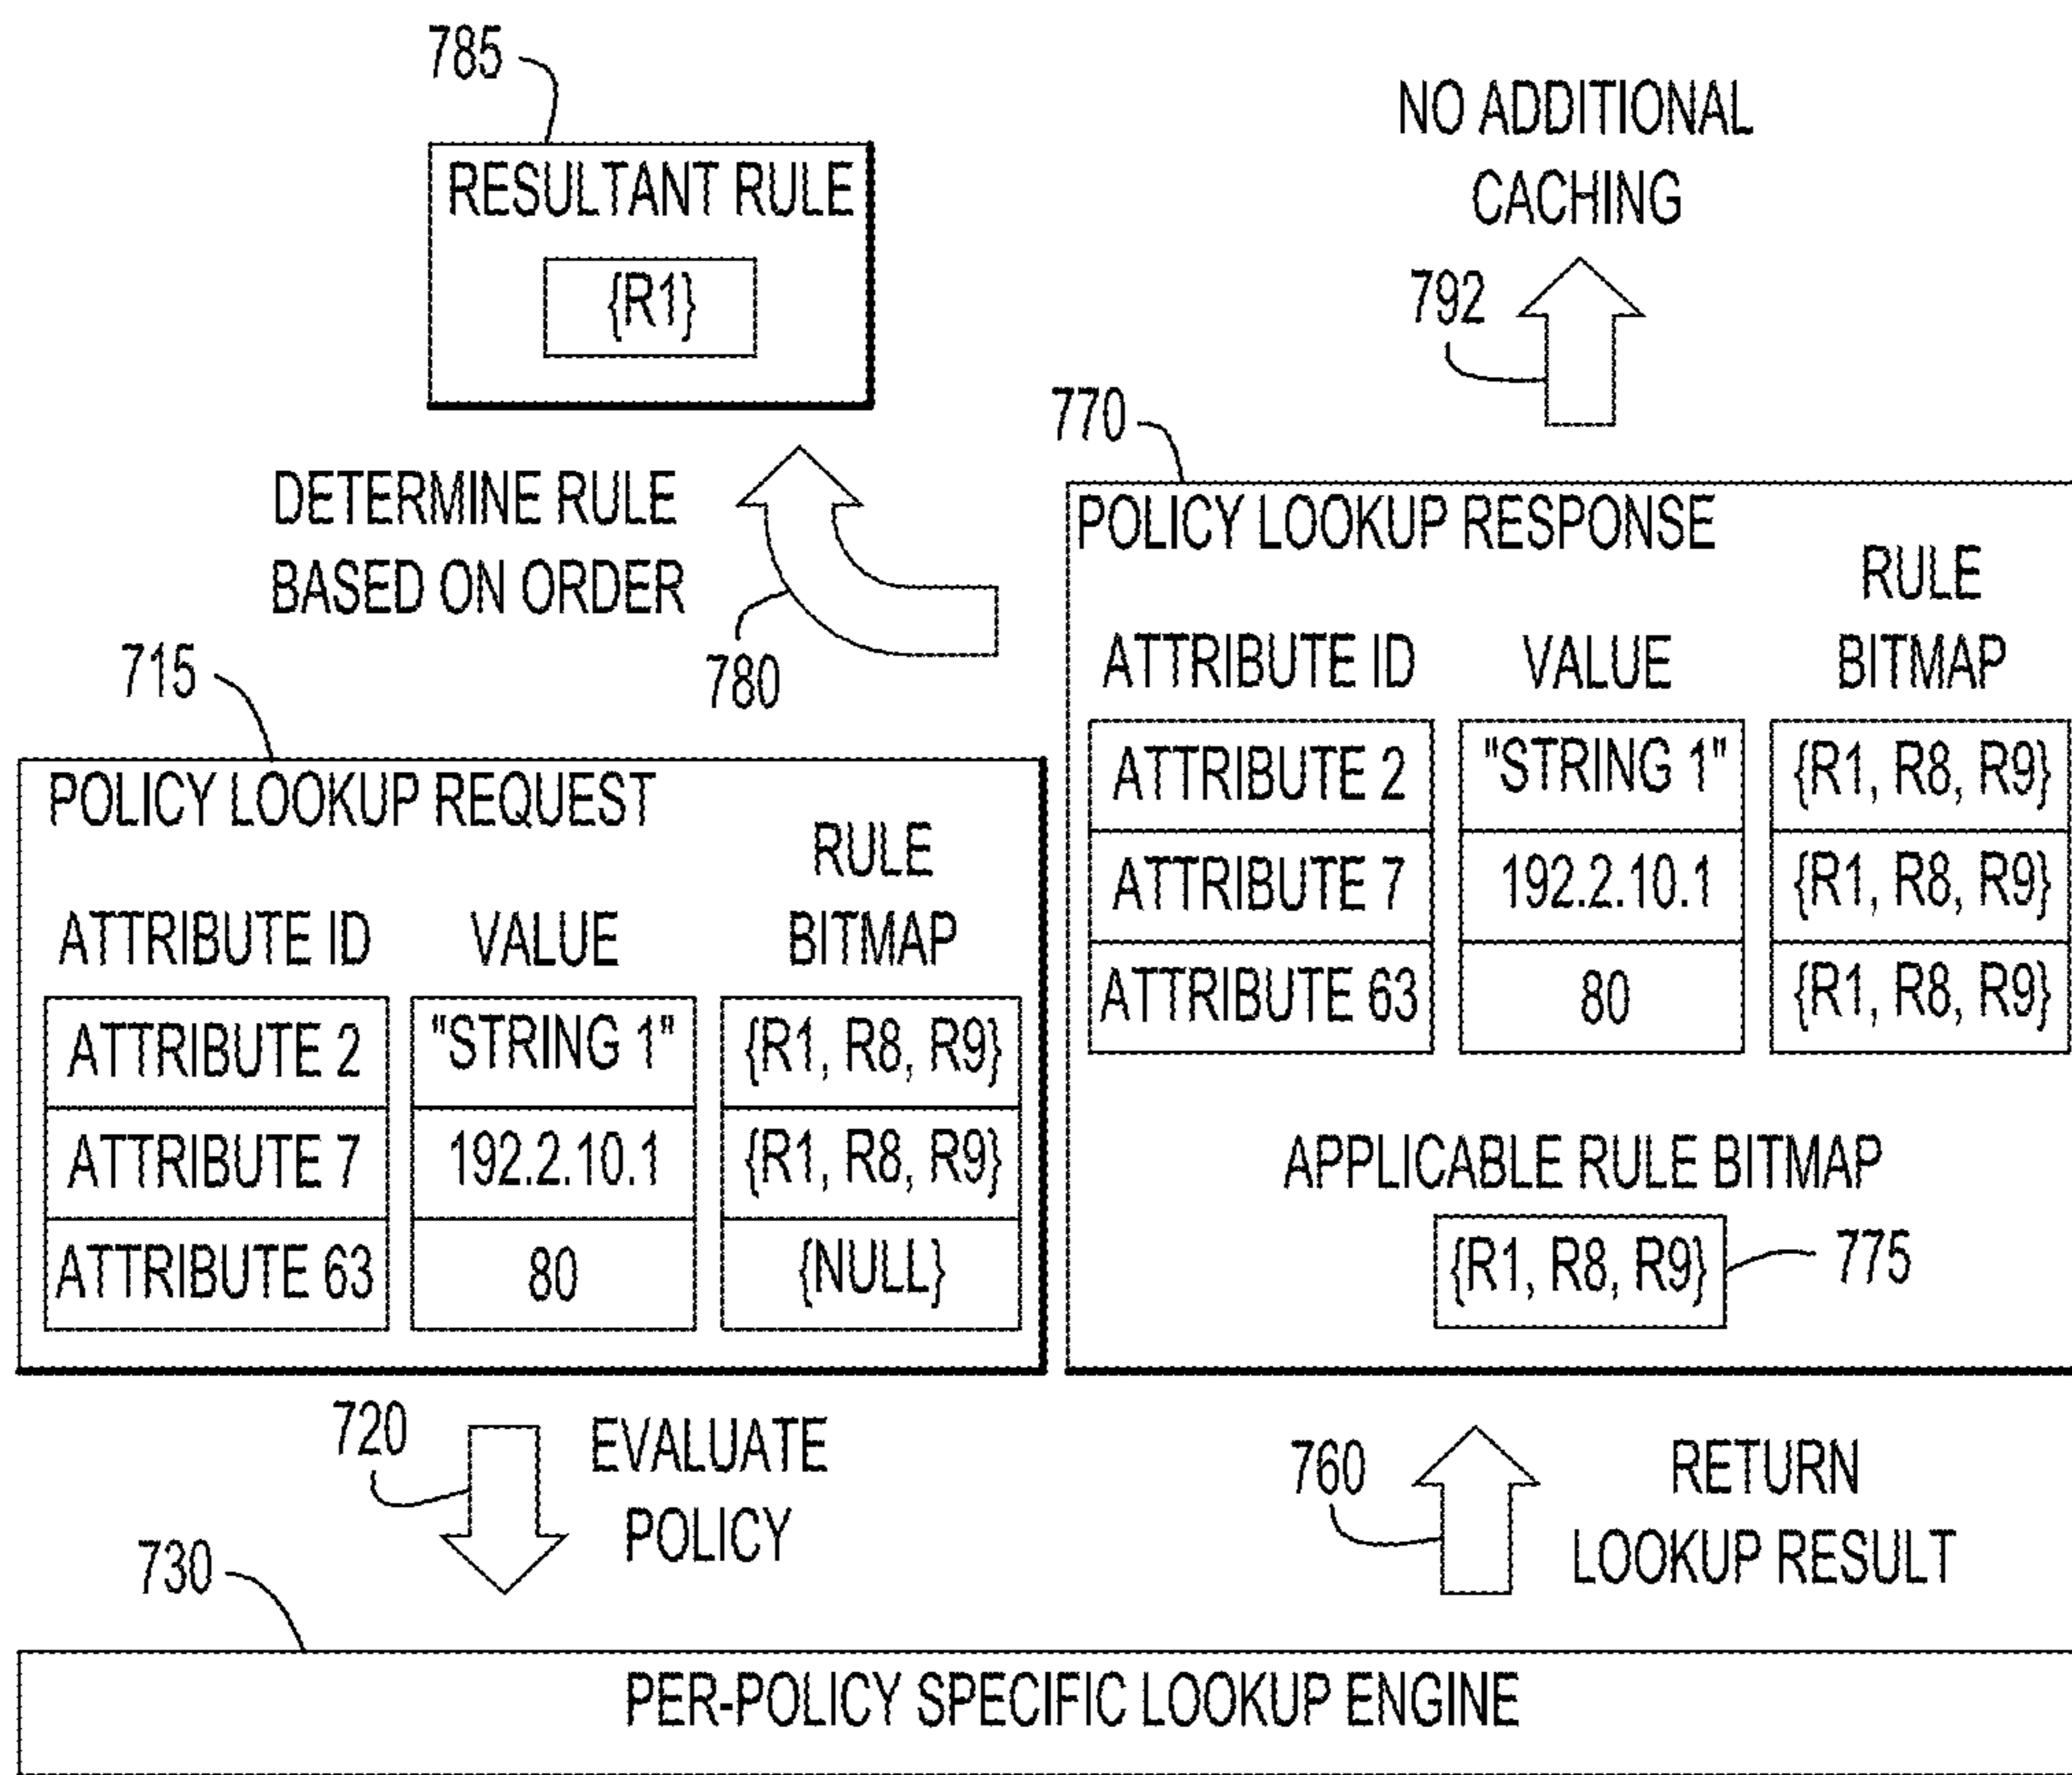 785
RESULTANT RULE
{R1}
NO ADDITIONAL
CACHING
792
DETERMINE RULE
BASED ON ORDER
780
715
POLICY LOOKUP REQUEST
RULE
ATTRIBUTE ID VALUE BITMAP
ATTRIBUTE 2 "STRING 1" {R1, R8, R9}
ATTRIBUTE 7 192.2.10.1 {R1, R8, R9}
ATTRIBUTE 63 80 {NULL}
770
POLICY LOOKUP RESPONSE
RULE
ATTRIBUTE ID VALUE BITMAP
ATTRIBUTE 2 "STRING 1" {R1, R8, R9}
ATTRIBUTE 7 192.2.10.1 {R1, R8, R9}
ATTRIBUTE 63 80 {R1, R8, R9}
APPLICABLE RULE BITMAP
{R1, R8, R9} 775
720
EVALUATE
POLICY
760
RETURN
LOOKUP RESULT
730
PER-POLICY SPECIFIC LOOKUP ENGINE